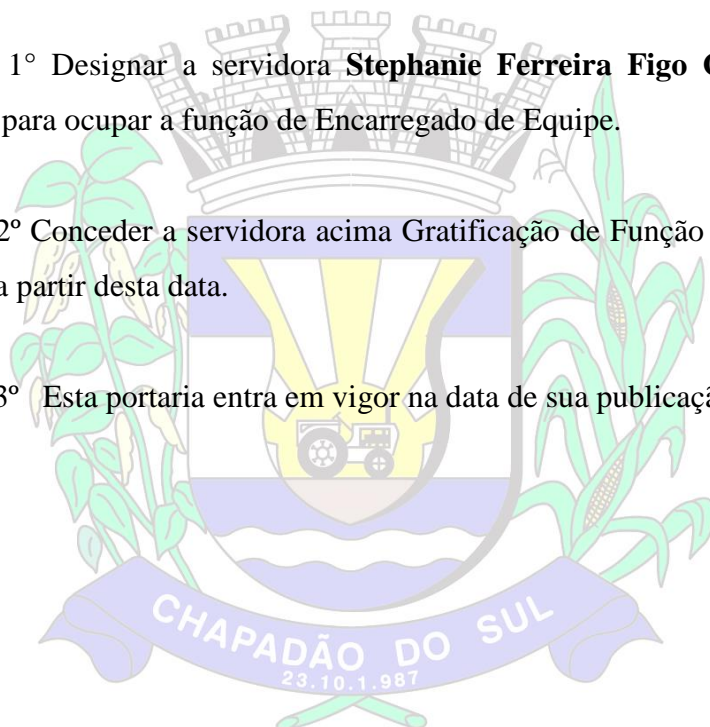 1° Designar a servidora Stephanie Ferreira Figo
para ocupar a função de Encarregado de Equipe.
2º Conceder a servidora acima Gratificação de Função
a partir desta data.
3º Esta portaria entra em vigor na data de sua
CHAPADÃO DO SUL
23.10.1.987